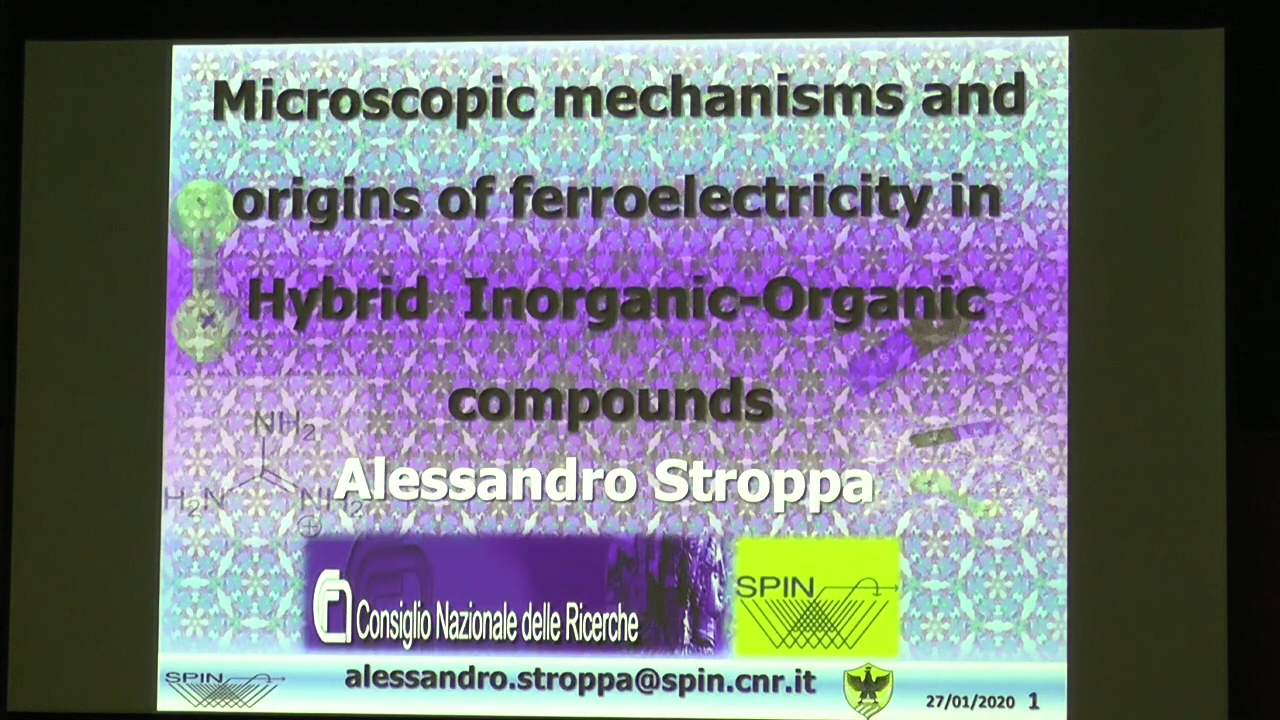 Microscopic mechanisms and
origins of ferroelectricity in
Hybrid Inorganic-Organic
compounds
NH2
H2N NH2
Alessandro Stroppa
Consiglio Nazionale delle Ricerche
SPIN
SPIN
alessandro.stroppa@spin.cnr.it
27/01/2020 1